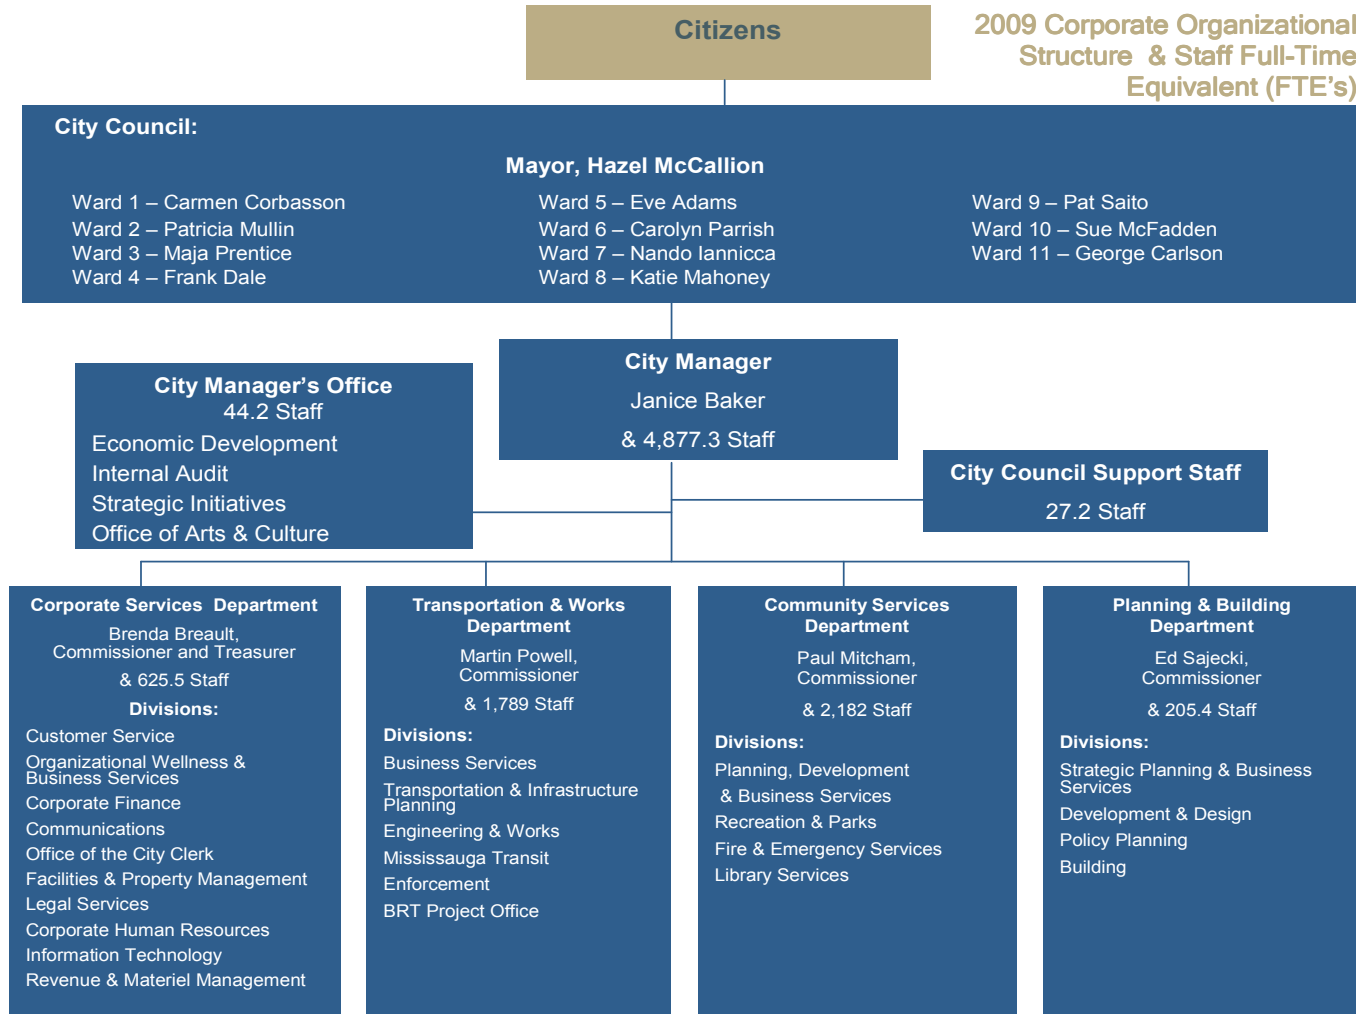 Citizens
2009 Corporate Organizational
Structure & Staff Full-Time
Equivalent (FTE's)
City Council:
Mayor, Hazel McCallion
Ward 1 – Carmen Corbasson
Ward 2 – Patricia Mullin
Ward 3 – Maja Prentice
Ward 4 – Frank Dale
Ward 5 – Eve Adams
Ward 6 – Carolyn Parrish
Ward 7 – Nando Iannicca
Ward 8 – Katie Mahoney
Ward 9 – Pat Saito
Ward 10 – Sue McFadden
Ward 11 – George Carlson
City Manager
Janice Baker
& 4,877.3 Staff
City Manager's Office
44.2 Staff
Economic Development
Internal Audit
Strategic Initiatives
Office of Arts & Culture
City Council Support Staff
27.2 Staff
Corporate Services Department
Brenda Breault,
Commissioner and Treasurer
& 625.5 Staff
Divisions:
Customer Service
Organizational Wellness &
Business Services
Corporate Finance
Communications
Office of the City Clerk
Facilities & Property Management
Legal Services
Corporate Human Resources
Information Technology
Revenue & Materiel Management
Transportation & Works
Department
Martin Powell,
Commissioner
& 1,789 Staff
Divisions:
Business Services
Transportation & Infrastructure
Planning
Engineering & Works
Mississauga Transit
Enforcement
BRT Project Office
Community Services
Department
Paul Mitcham,
Commissioner
& 2,182 Staff
Divisions:
Planning, Development
& Business Services
Recreation & Parks
Fire & Emergency Services
Library Services
Planning & Building
Department
Ed Sajecki,
Commissioner
& 205.4 Staff
Divisions:
Strategic Planning & Business
Services
Development & Design
Policy Planning
Building